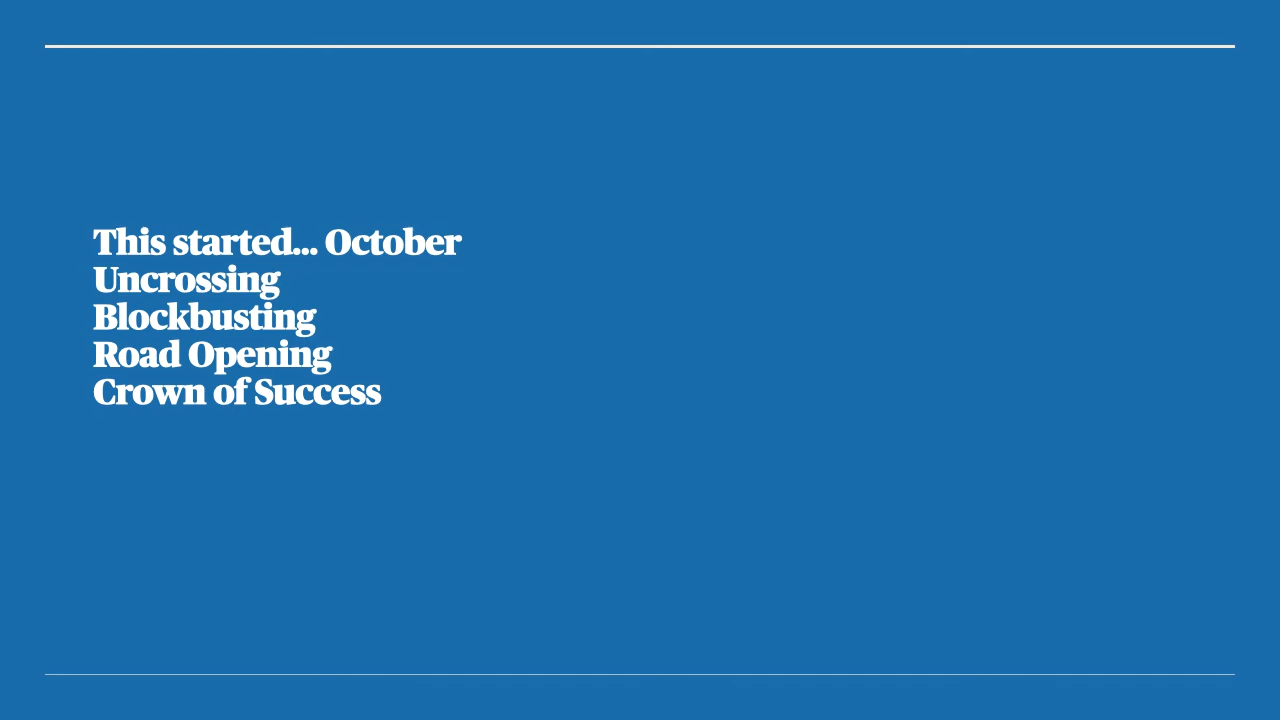 This started... October
Uncrossing
Blockbusting
Road Opening
Crown of Success